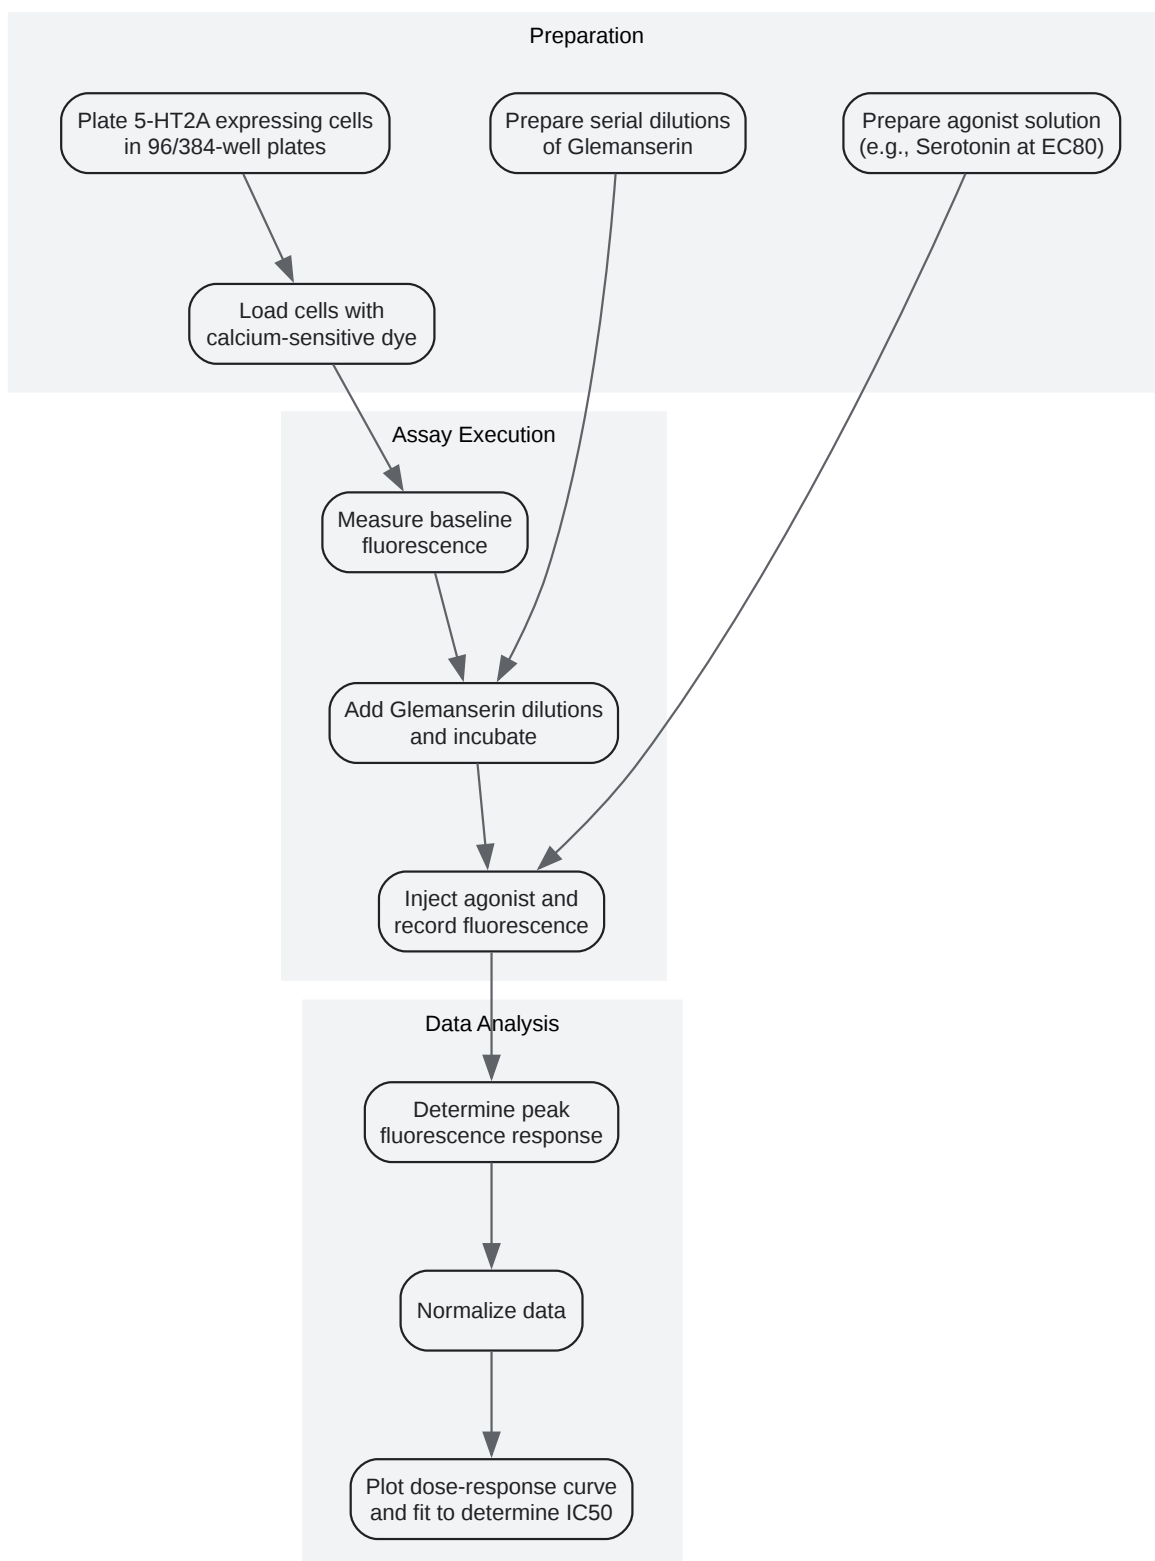 Preparation
Plate 5-HT2A expressing cells
in 96/384-well plates
Prepare serial dilutions
of Glemanserin
Prepare agonist solution
(e.g., Serotonin at EC80)
Load cells with
calcium-sensitive dye
Assay Execution
Measure baseline
fluorescence
Add Glemanserin dilutions
and incubate
Inject agonist and
record fluorescence
Data Analysis
Determine peak
fluorescence response
Normalize data
Plot dose-response curve
and fit to determine IC50